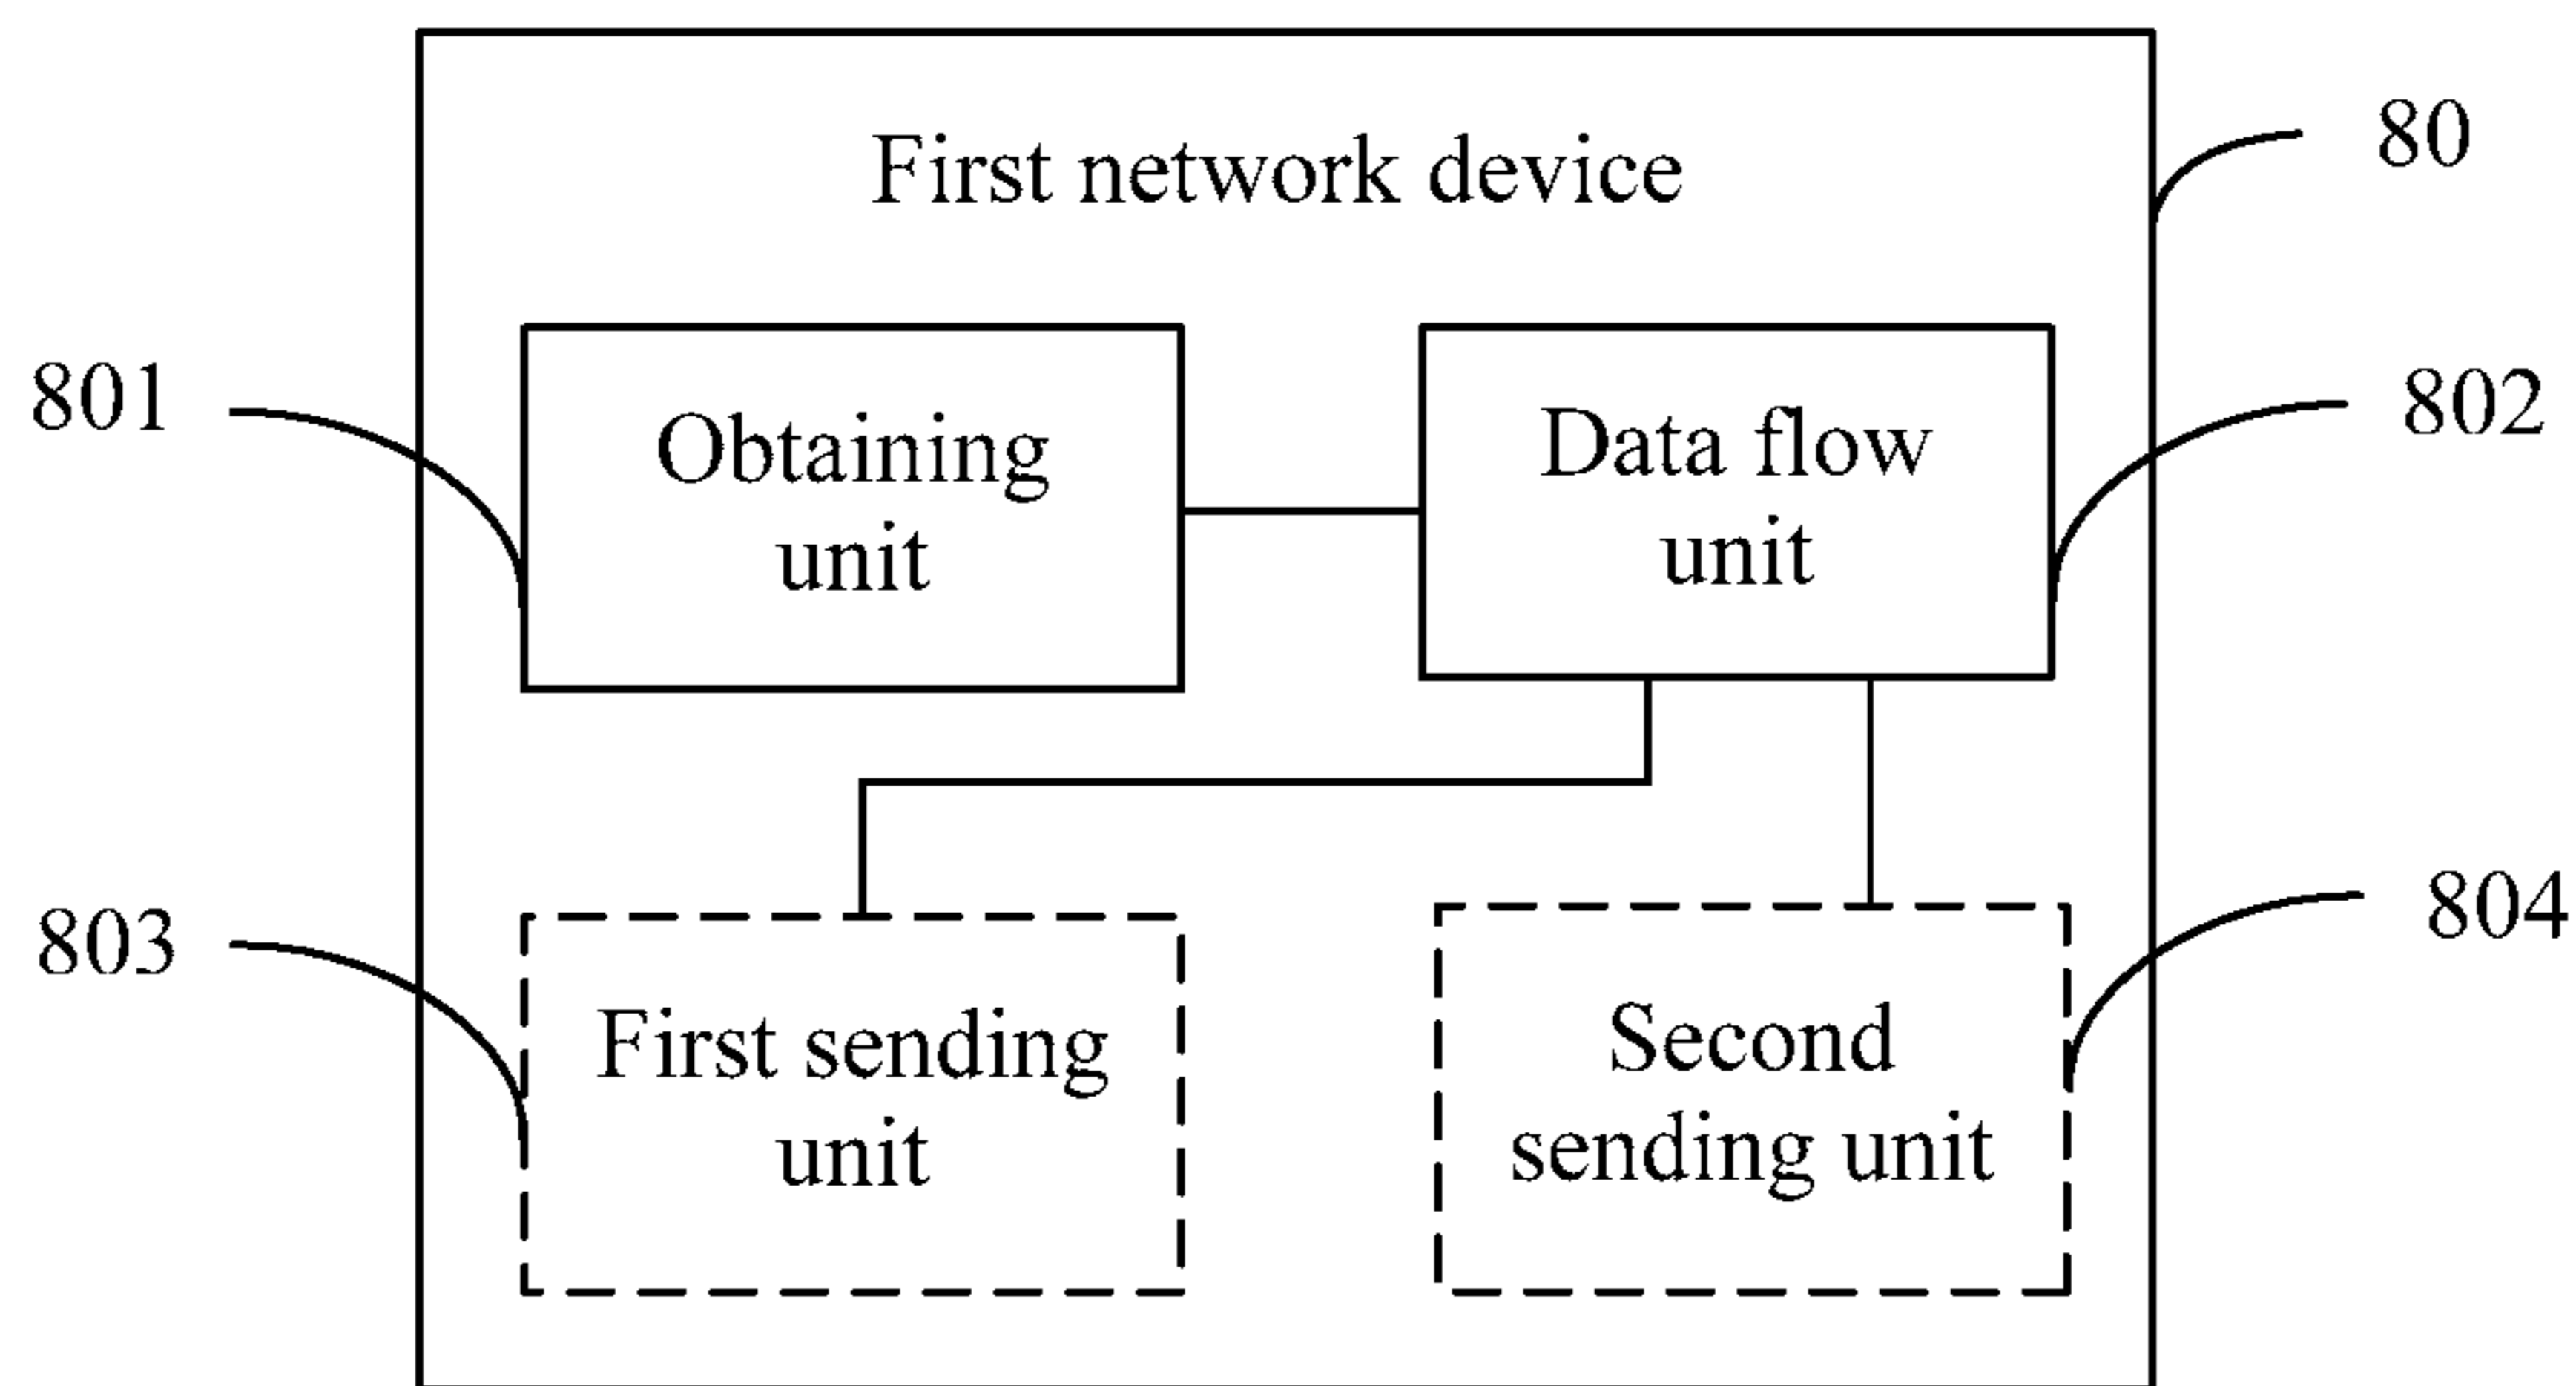 First network device
80
801
Obtaining
unit
Data flow
unit
802
803
First sending
unit
Second
sending unit
804